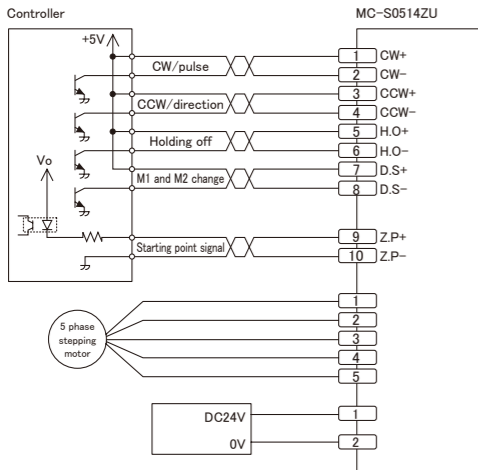 Controller
MC-S0514ZU
+5V
CW/pulse
1 CW+
2 CW-
CCW/direction
3 CCW+
4 CCW-
Holding off
5 H.O+
6 H.O-
Vo
M1 and M2 change
7 D.S+
8 D.S-
Starting point signal
9 Z.P+
10 Z.P-
5 phase
stepping
motor
1
2
3
4
5
DC24V
1
0V
2